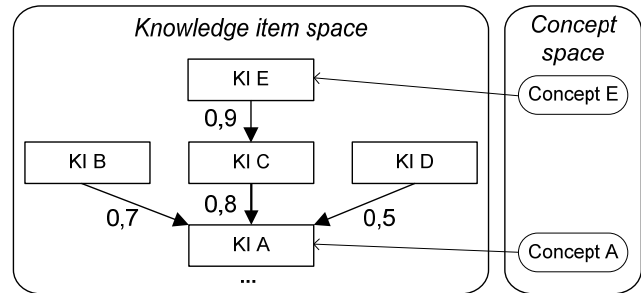 Knowledge item space
Concept
space
KI E
Concept E
0,9
KI B
KI C
KI D
0,7
0,8
0,5
KI A
Concept A
...